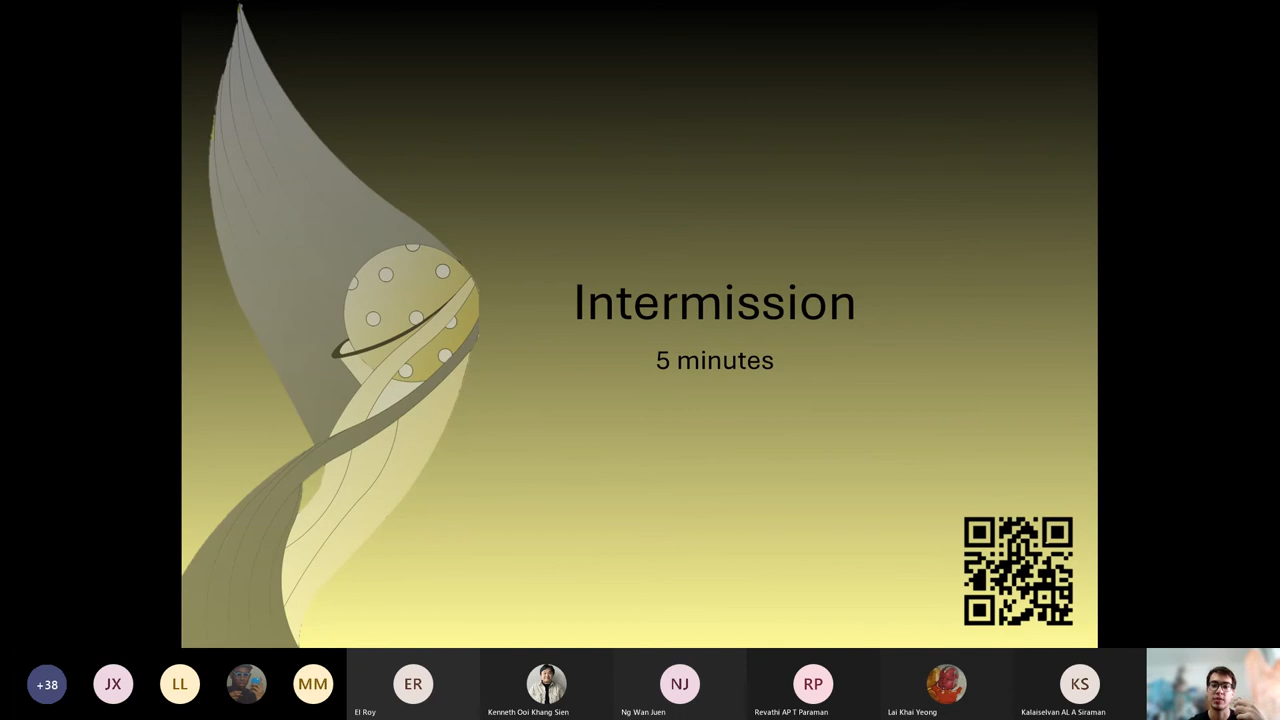 Intermission
5 minutes
+38
JX
LL
MM
ER
El Roy
Kenneth Ooi Khang Sien
NJ
Ng Wan Juen
RP
Revathi AP T Paraman
Lai Khai Yeong
KS
Kalaiselvan AL A Siraman